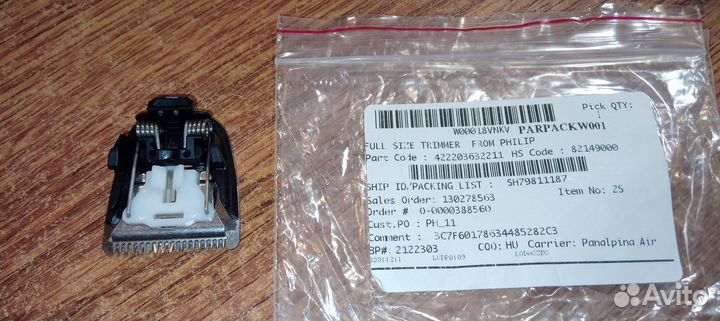 Pick QTY:
1
W00018VNKV PARPACKW001
FULL SIZE TRIMMER FROM PHILIP
Part Code : 422203632211 HS Code : 82149000
SHIP ID/PACKING LIST : SH79811187
Item No: 25
Sales Order: 130278563
Order # 0-0000388560
Cust.PO : PH_11
Comment : 3C7F60178634485282C3
BP#: 2122303 COO: HU Carrier: Panalpina Air
Avito